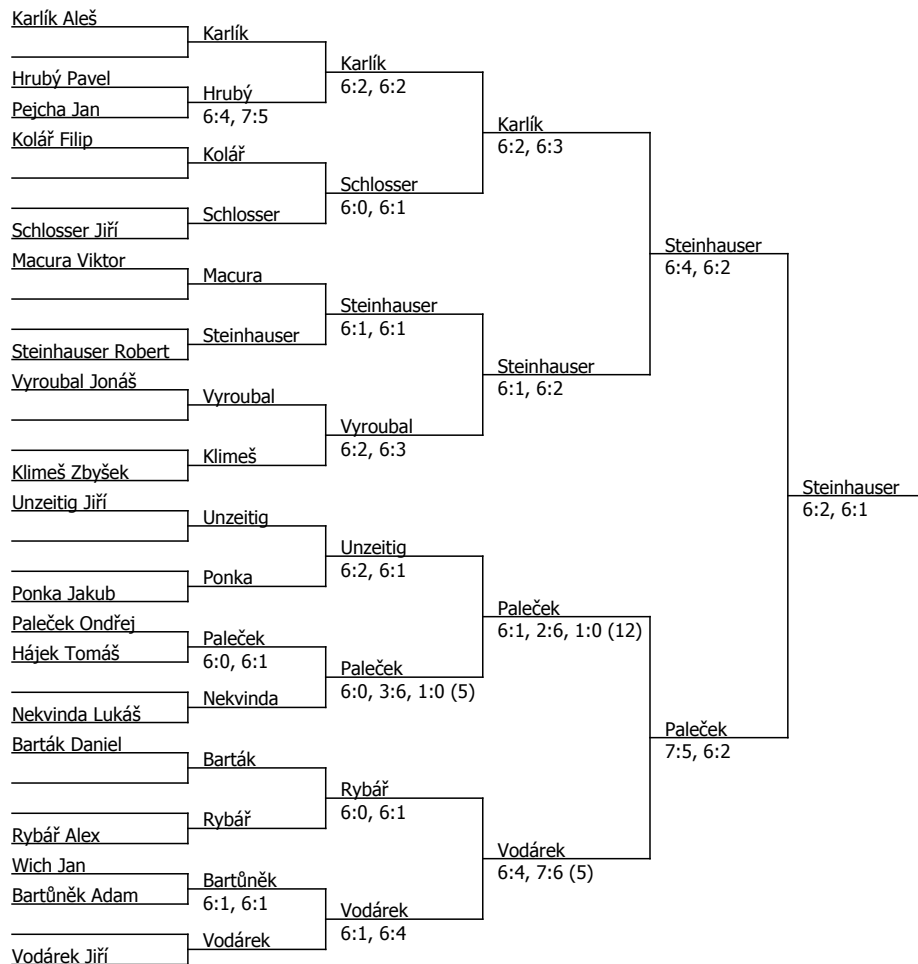 Karlík Aleš
Hrubý Pavel
Pejcha Jan
Kolář Filip
Schlosser Jiří
Macura Viktor
Steinhauser Robert
Vyroubal Jonáš
Klimeš Zbyšek
Unzeitig Jiří
Ponka Jakub
Paleček Ondřej
Hájek Tomáš
Nekvinda Lukáš
Barták Daniel
Rybář Alex
Wich Jan
Bartůněk Adam
Vodárek Jiří
Karlík
Hrubý
6:4, 7:5
Kolář
Schlosser
Macura
Steinhauser
Vyroubal
Klimeš
Unzeitig
Ponka
Paleček
6:0, 6:1
Nekvinda
Barták
Rybář
Bartůněk
6:1, 6:1
Vodárek
Karlík
6:2, 6:2
Schlosser
6:0, 6:1
Steinhauser
6:1, 6:1
Vyroubal
6:2, 6:3
Unzeitig
6:2, 6:1
Paleček
6:0, 3:6, 1:0 (5)
Rybář
6:0, 6:1
Vodárek
6:1, 6:4
Karlík
6:2, 6:3
Steinhauser
6:1, 6:2
Paleček
6:1, 2:6, 1:0 (12)
Vodárek
6:4, 7:6 (5)
Steinhauser
6:4, 6:2
Paleček
7:5, 6:2
Steinhauser
6:2, 6:1